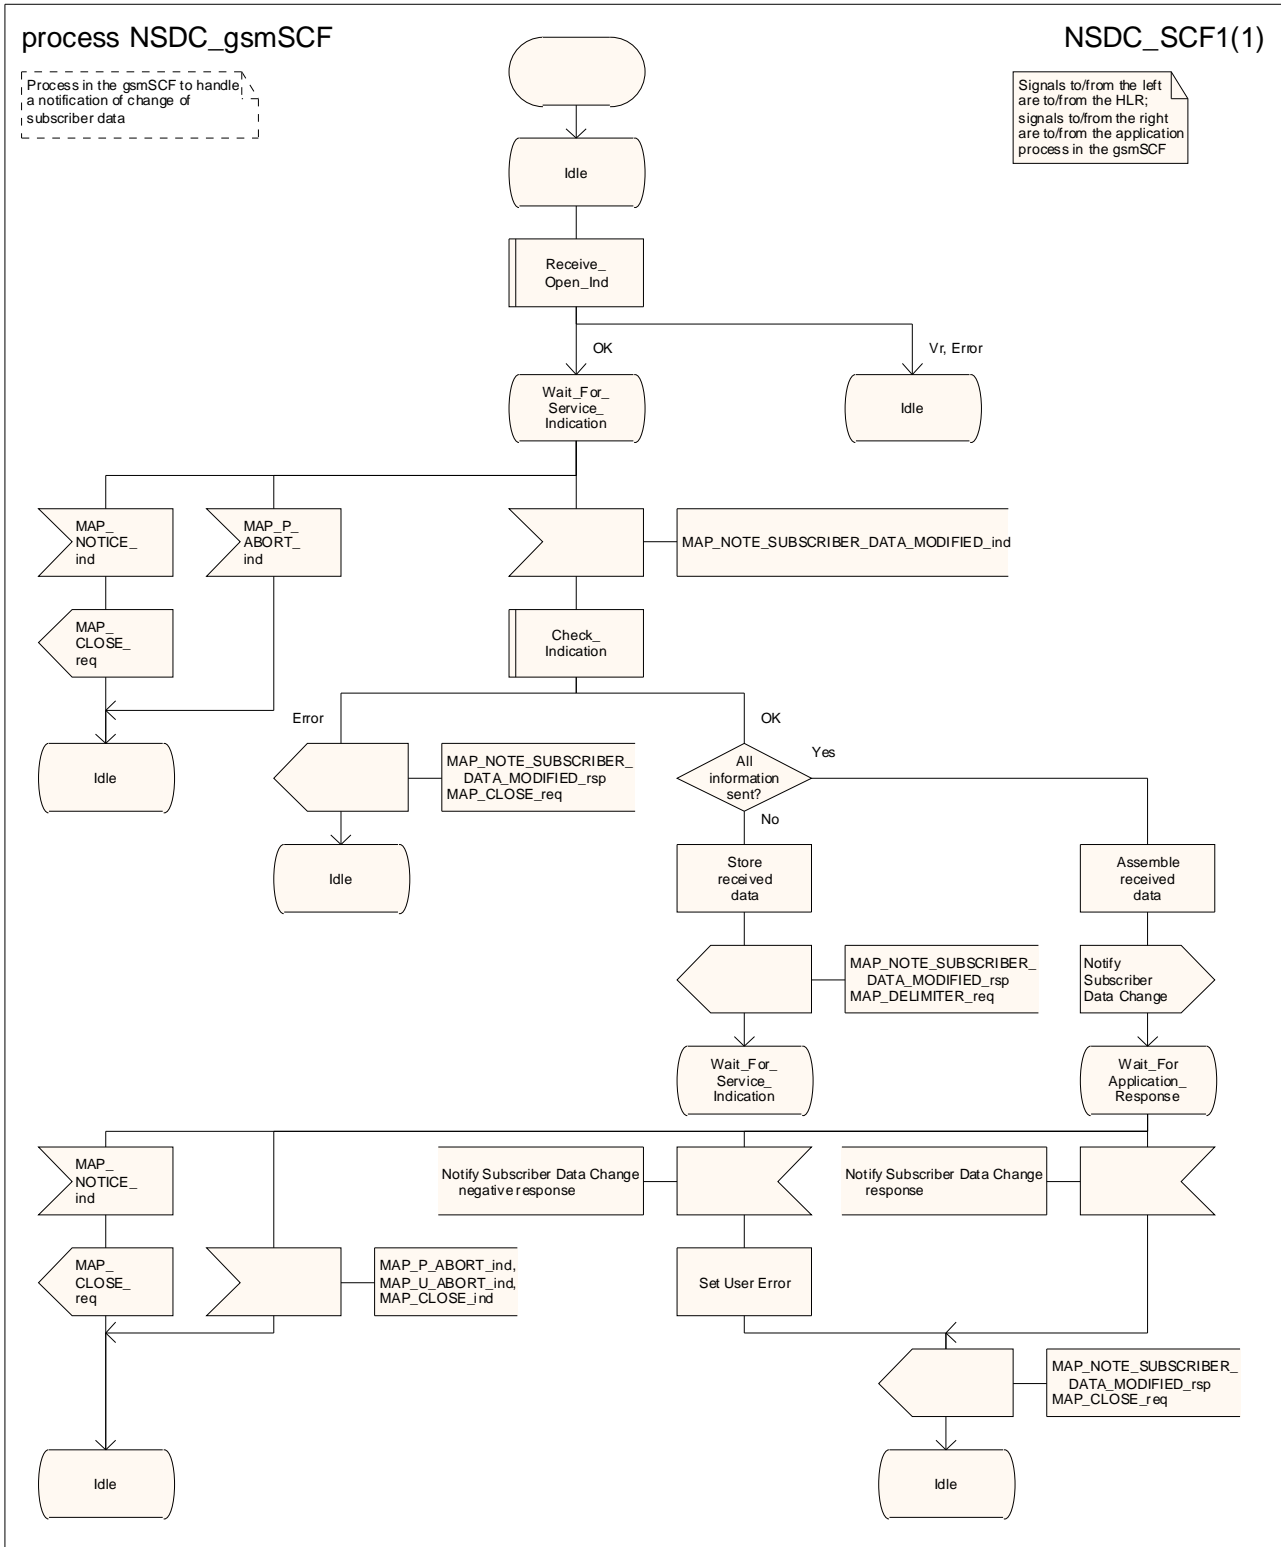 process NSDC_gsmSCF
NSDC_SCF1(1)
Process in the gsmSCF to handle
a notification of change of
subscriber data
Signals to/from the left
are to/from the HLR;
signals to/from the right
are to/from the application
process in the gsmSCF
Idle
Receive_
Open_Ind
OK
Vr, Error
Wait_For_
Service_
Indication
Idle
MAP_
NOTICE_
ind
MAP_P_
ABORT_
ind
MAP_NOTE_SUBSCRIBER_DATA_MODIFIED_ind
MAP_
CLOSE_
req
Check_
Indication
Error
OK
Idle
MAP_NOTE_SUBSCRIBER_
DATA_MODIFIED_rsp
MAP_CLOSE_req
All
information
sent?
Yes
No
Idle
Store
received
data
Assemble
received
data
MAP_NOTE_SUBSCRIBER_
DATA_MODIFIED_rsp
MAP_DELIMITER_req
Notify
Subscriber
Data Change
Wait_For_
Service_
Indication
Wait_For
Application_
Response
MAP_
NOTICE_
ind
Notify Subscriber Data Change
negative response
Notify Subscriber Data Change
response
MAP_
CLOSE_
req
MAP_P_ABORT_ind,
MAP_U_ABORT_ind,
MAP_CLOSE_ind
Set User Error
MAP_NOTE_SUBSCRIBER_
DATA_MODIFIED_rsp
MAP_CLOSE_req
Idle
Idle